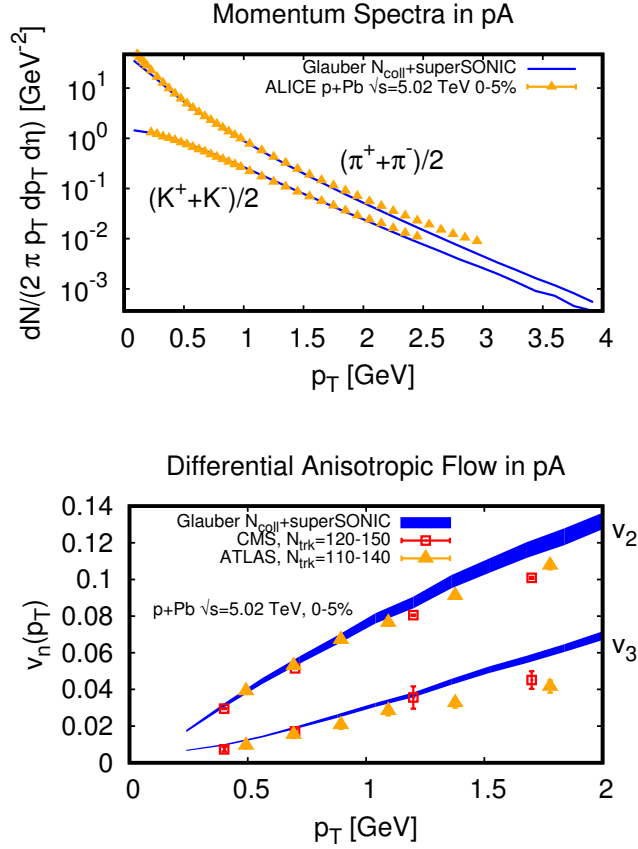 Momentum Spectra in pA
dN/(2 π p_T dp_T dη) [GeV^-2]
Glauber N_coll+superSONIC
ALICE p+Pb √s=5.02 TeV 0-5%
10^1
10^0
10^-1
10^-2
10^-3
(π^++π^-)/2
(K^++K^-)/2
0 0.5 1 1.5 2 2.5 3 3.5 4
p_T [GeV]
Differential Anisotropic Flow in pA
v_n(p_T)
0.14
0.12
0.1
0.08
0.06
0.04
0.02
0
Glauber N_coll+superSONIC
CMS, N_trk=120-150
ATLAS, N_trk=110-140
p+Pb √s=5.02 TeV, 0-5%
v_2
v_3
0 0.5 1 1.5 2
p_T [GeV]